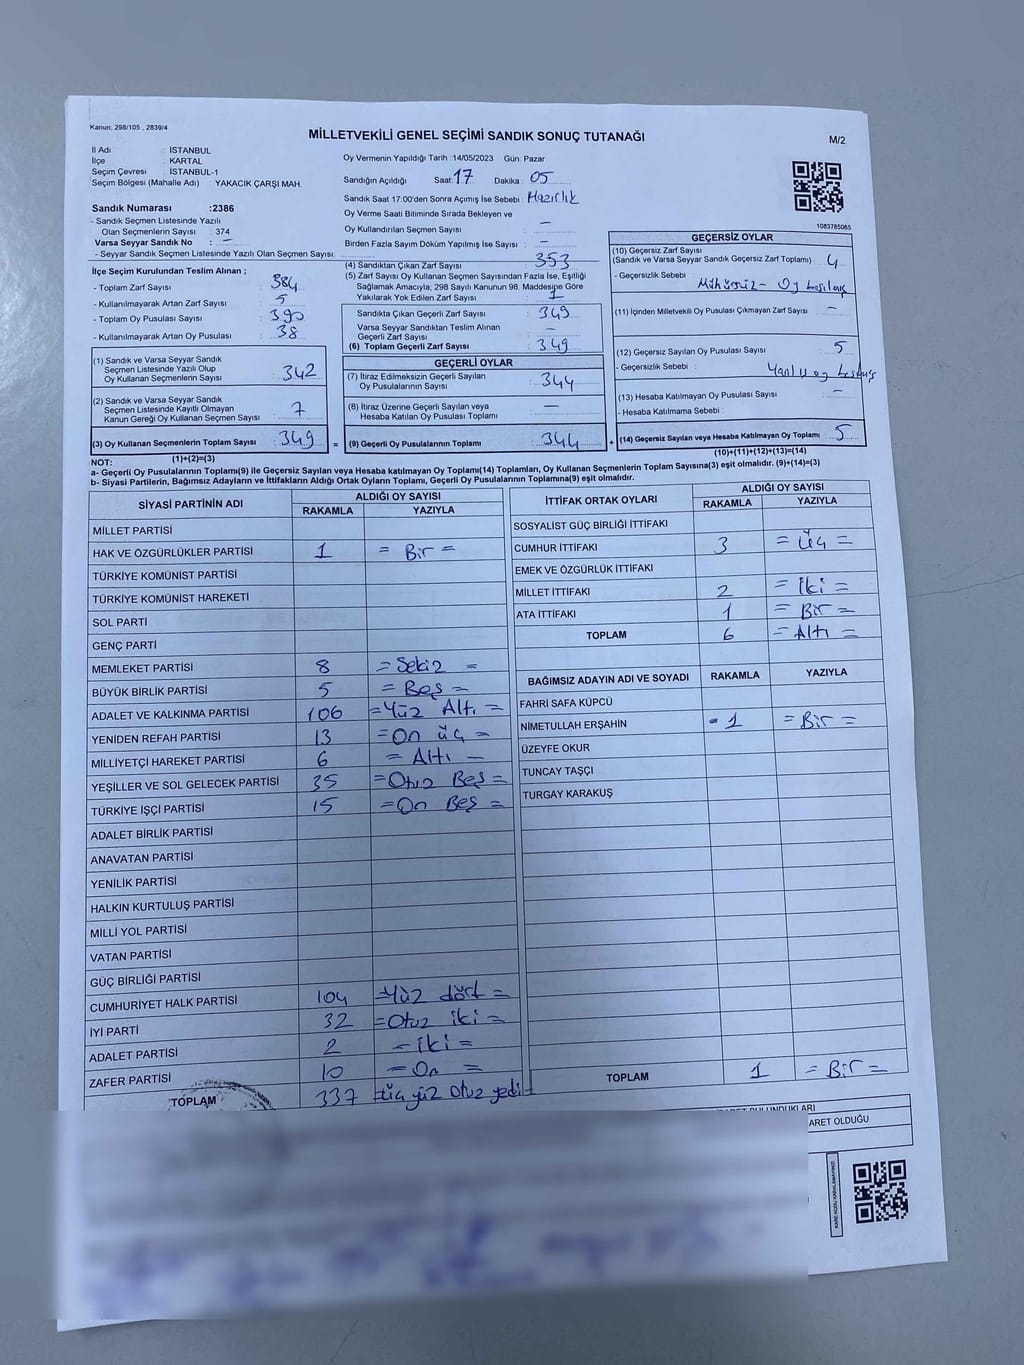 Kanun: 298/105 , 2839/4
MİLLETVEKİLİ GENEL SEÇİMİ SANDIK SONUÇ TUTANAĞI
M/2
İl Adı : İSTANBUL
İlçe : KARTAL
Seçim Çevresi : İSTANBUL-1
Seçim Bölgesi (Mahalle Adı) : YAKACIK ÇARŞI MAH.
Sandık Numarası :2386
- Sandık Seçmen Listesinde Yazılı
Olan Seçmenlerin Sayısı : 374
Varsa Seyyar Sandık No : –
- Seyyar Sandık Seçmen Listesinde Yazılı Olan Seçmen Sayısı:
Oy Vermenin Yapıldığı Tarih :14/05/2023 Gün: Pazar
Sandığın Açıldığı Saat: 17 Dakika : 05
Sandık Saat 17:00'den Sonra Açımış İse Sebebi : Hazırlık
Oy Verme Saati Bitiminde Sırada Bekleyen ve
Oy Kullandırılan Seçmen Sayısı : –
Birden Fazla Sayım Döküm Yapılmış İse Sayısı : –
1083785065
İlçe Seçim Kurulundan Teslim Alınan ;
- Toplam Zarf Sayısı : 384
- Kullanılmayarak Artan Zarf Sayısı : 5
- Toplam Oy Pusulası Sayısı : 390
- Kullanılmayarak Artan Oy Pusulası : 38
(1) Sandık ve Varsa Seyyar Sandık
Seçmen Listesinde Yazılı Olup
Oy Kullanan Seçmenlerin Sayısı : 342
(2) Sandık ve Varsa Seyyar Sandık
Seçmen Listesinde Kayıtlı Olmayan
Kanun Gereği Oy Kullanan Seçmen Sayısı : 7
(3) Oy Kullanan Seçmenlerin Toplam Sayısı : 349 =
(1)+(2)=(3)
(4) Sandıktan Çıkan Zarf Sayısı : 353
(5) Zarf Sayısı Oy Kullanan Seçmen Sayısından Fazla İse, Eşitliği
Sağlamak Amacıyla, 298 Sayılı Kanunun 98. Maddesine Göre
Yakılarak Yok Edilen Zarf Sayısı : 1
Sandıkta Çıkan Geçerli Zarf Sayısı : 349
Varsa Seyyar Sandıktan Teslim Alınan
Geçerli Zarf Sayısı : –
(6) Toplam Geçerli Zarf Sayısı : 349
GEÇERLİ OYLAR
(7) İtiraz Edilmeksizin Geçerli Sayılan
Oy Pusulalarının Sayısı : 344
(8) İtiraz Üzerine Geçerli Sayılan veya
Hesaba Katılan Oy Pusulası Toplamı : –
(9) Geçerli Oy Pusulalarının Toplamı : 344 +
GEÇERSİZ OYLAR
(10) Geçersiz Zarf Sayısı
(Sandık ve Varsa Seyyar Sandık Geçersiz Zarf Toplamı) : 4
- Geçersizlik Sebebi : Mühürsüz - Oy
(11) İçinden Milletvekili Oy Pusulası Çıkmayan Zarf Sayısı : –
(12) Geçersiz Sayılan Oy Pusulası Sayısı : 5
- Geçersizlik Sebebi : Yanlış oy
(13) Hesaba Katılmayan Oy Pusulası Sayısı : –
- Hesaba Katılmama Sebebi :
(14) Geçersiz Sayılan veya Hesaba Katılmayan Oy Toplamı : 5
(10)+(11)+(12)+(13)=(14)
NOT:
a- Geçerli Oy Pusulalarının Toplamı(9) ile Geçersiz Sayılan veya Hesaba katılmayan Oy Toplamı(14) Toplamları, Oy Kullanan Seçmenlerin Toplam Sayısına(3) eşit olmalıdır. (9)+(14)=(3)
b- Siyasi Partilerin, Bağımsız Adayların ve İttifakların Aldığı Ortak Oyların Toplamı, Geçerli Oy Pusulalarının Toplamına(9) eşit olmalıdır.
SİYASİ PARTİNİN ADI ALDIĞI OY SAYISI
RAKAMLA YAZIYLA
MİLLET PARTİSİ
HAK VE ÖZGÜRLÜKLER PARTİSİ 1 = Bir =
TÜRKİYE KOMÜNİST PARTİSİ
TÜRKİYE KOMÜNİST HAREKETİ
SOL PARTİ
GENÇ PARTİ
MEMLEKET PARTİSİ 8 = Sekiz =
BÜYÜK BİRLİK PARTİSİ 5 = Beş =
ADALET VE KALKINMA PARTİSİ 106 = Yüz Altı =
YENİDEN REFAH PARTİSİ 13 = On üç =
MİLLİYETÇİ HAREKET PARTİSİ 6 = Altı =
YEŞİLLER VE SOL GELECEK PARTİSİ 35 = Otuz Beş =
TÜRKİYE İŞÇİ PARTİSİ 15 = On Beş =
ADALET BİRLİK PARTİSİ
ANAVATAN PARTİSİ
YENİLİK PARTİSİ
HALKIN KURTULUŞ PARTİSİ
MİLLİ YOL PARTİSİ
VATAN PARTİSİ
GÜÇ BİRLİĞİ PARTİSİ
CUMHURİYET HALK PARTİSİ 104 = Yüz dört =
İYİ PARTİ 32 = Otuz iki =
ADALET PARTİSİ 2 = iki =
ZAFER PARTİSİ 10 = On =
TOPLAM 337 = üç yüz otuz yedi =
İTTİFAK ORTAK OYLARI ALDIĞI OY SAYISI
RAKAMLA YAZIYLA
SOSYALİST GÜÇ BİRLİĞİ İTTİFAKI
CUMHUR İTTİFAKI 3 = Üç =
EMEK VE ÖZGÜRLÜK İTTİFAKI
MİLLET İTTİFAKI 2 = İki =
ATA İTTİFAKI 1 = Bir =
TOPLAM 6 = Altı =
BAĞIMSIZ ADAYIN ADI VE SOYADI RAKAMLA YAZIYLA
FAHRİ SAFA KÜPCÜ
NİMETULLAH ERŞAHİN 1 = Bir =
ÜZEYFE OKUR
TUNCAY TAŞÇI
TURGAY KARAKUŞ
TOPLAM 1 = Bir =
ARET OLDUĞU